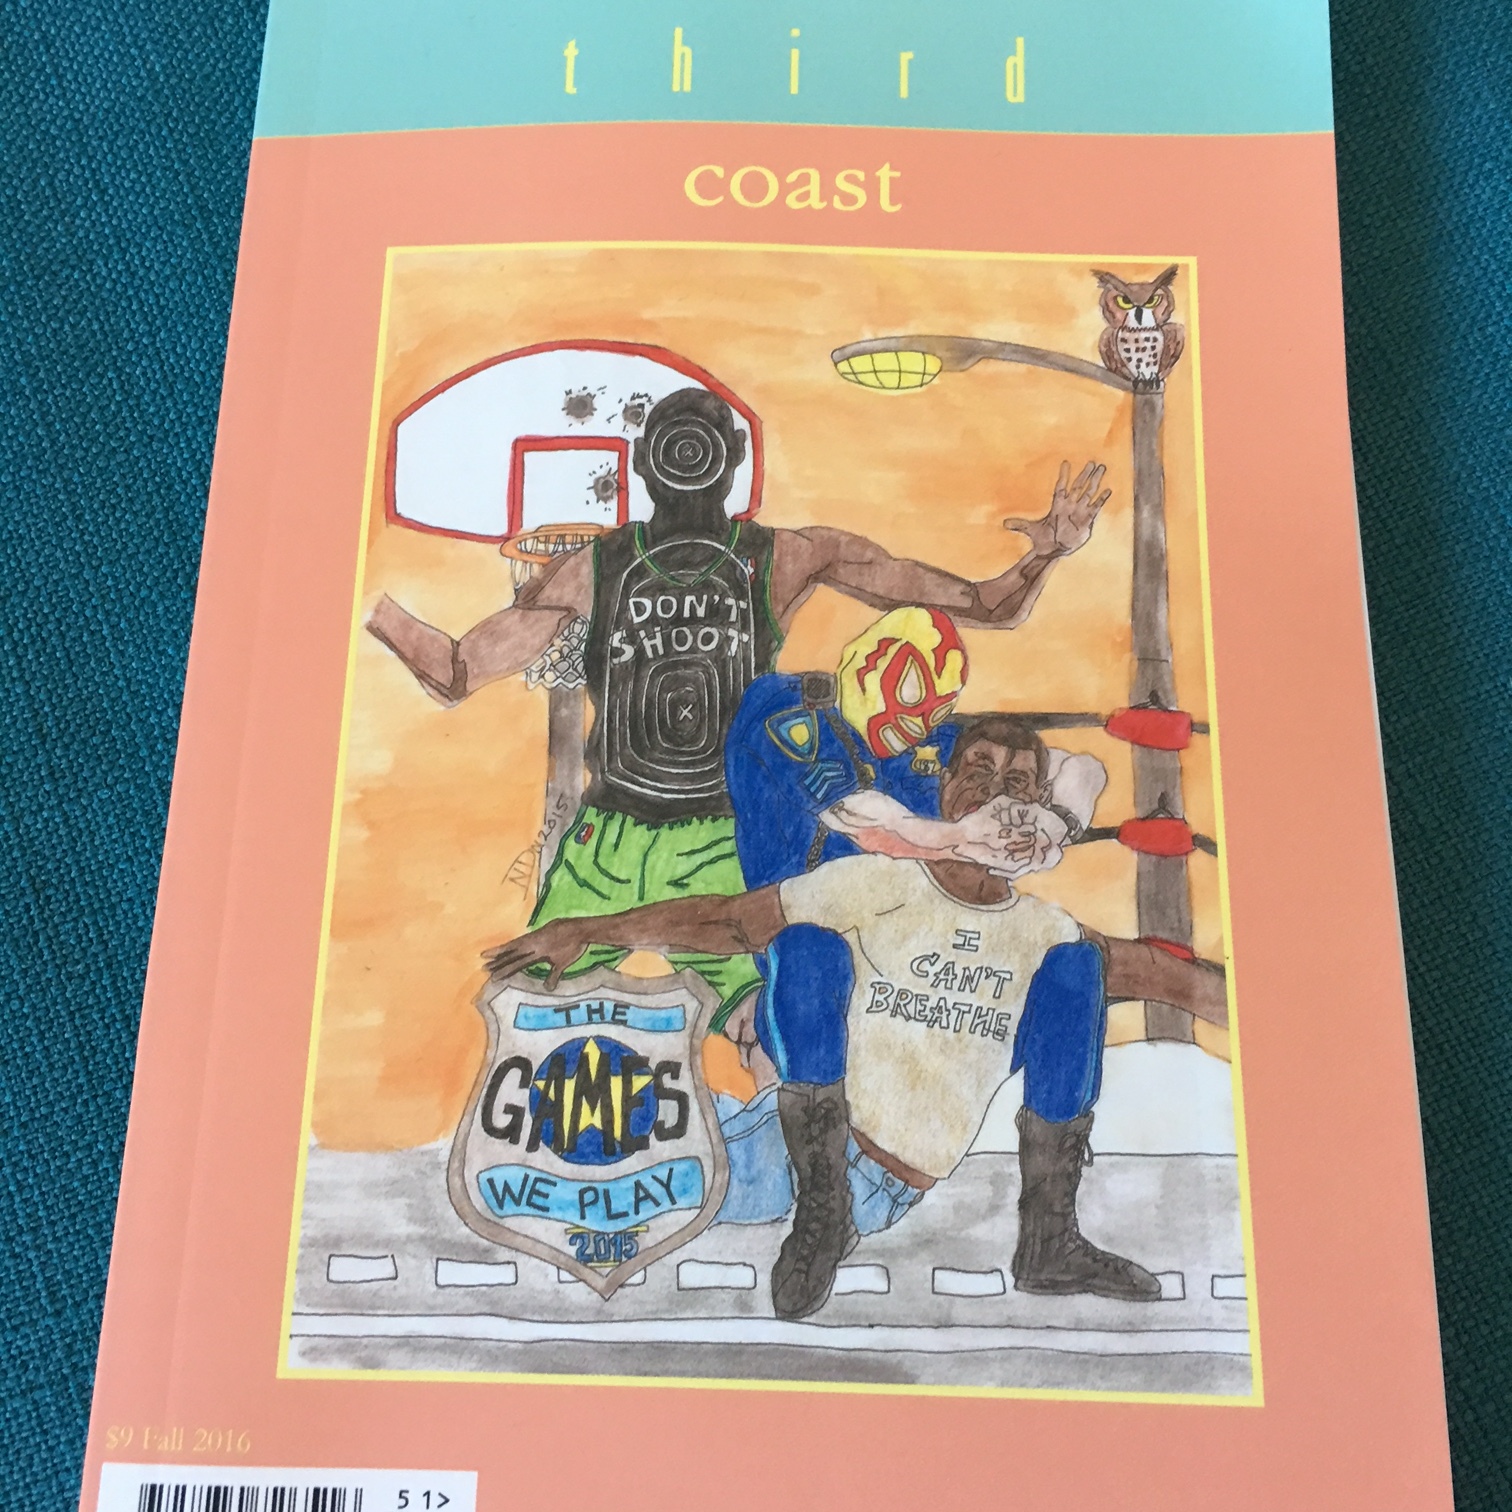 third
coast
DON'T
SHOOT
I
CAN'T
BREATHE
THE
GAMES
WE PLAY
2015
$9 Fall 2016
5 1>